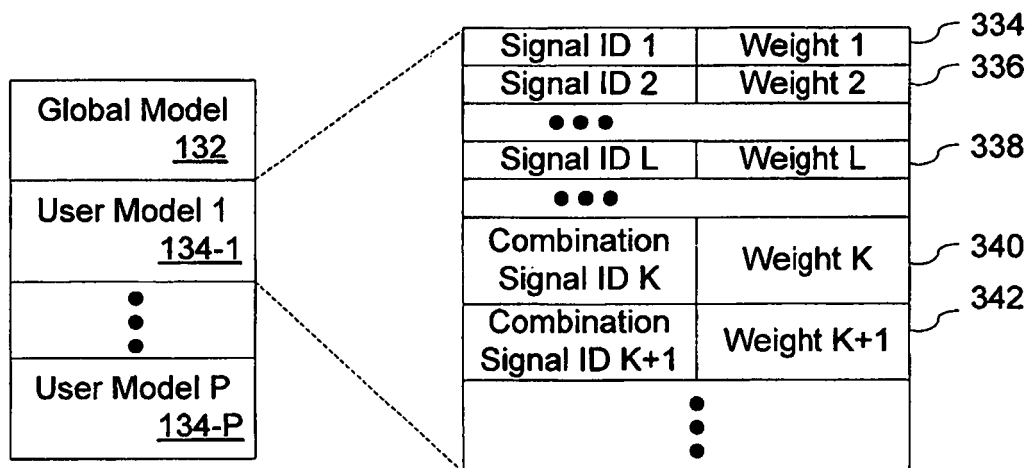 Global Model
132
User Model 1
134-1
User Model P
134-P
Signal ID 1 Weight 1 334
Signal ID 2 Weight 2 336
Signal ID L Weight L 338
Combination
Signal ID K Weight K 340
Combination
Signal ID K+1 Weight K+1 342